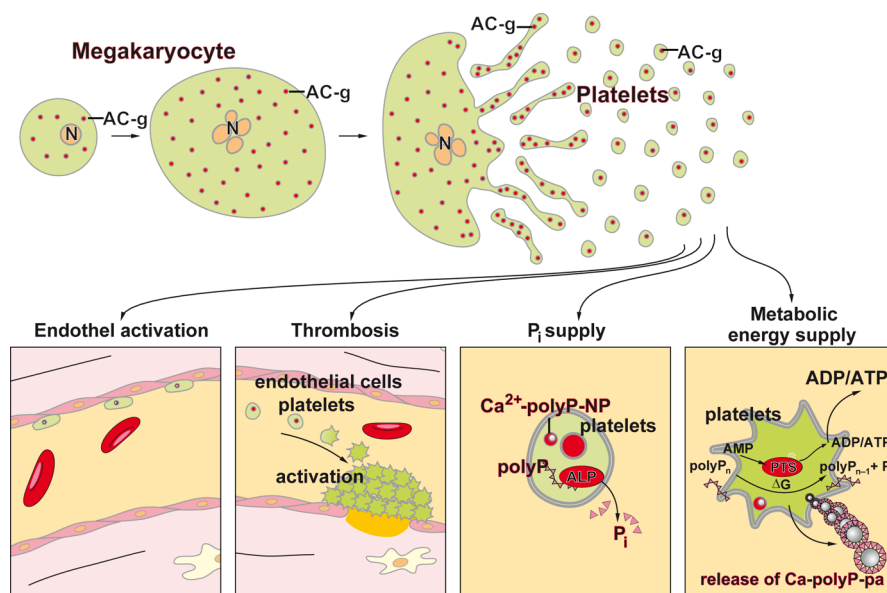 AC-g
Megakaryocyte
AC-g
AC-g
AC-g
Platelets
N
N
N
Endothel activation
Thrombosis
Pi supply
Metabolic
energy supply
endothelial cells
platelets
activation
Ca2+-polyP-NP
platelets
polyP
ALP
Pi
ADP/ATP
platelets
AMP
PTS
ADP/ATP
polyPn
ΔG
polyPn-1 + P
release of Ca-polyP-pa